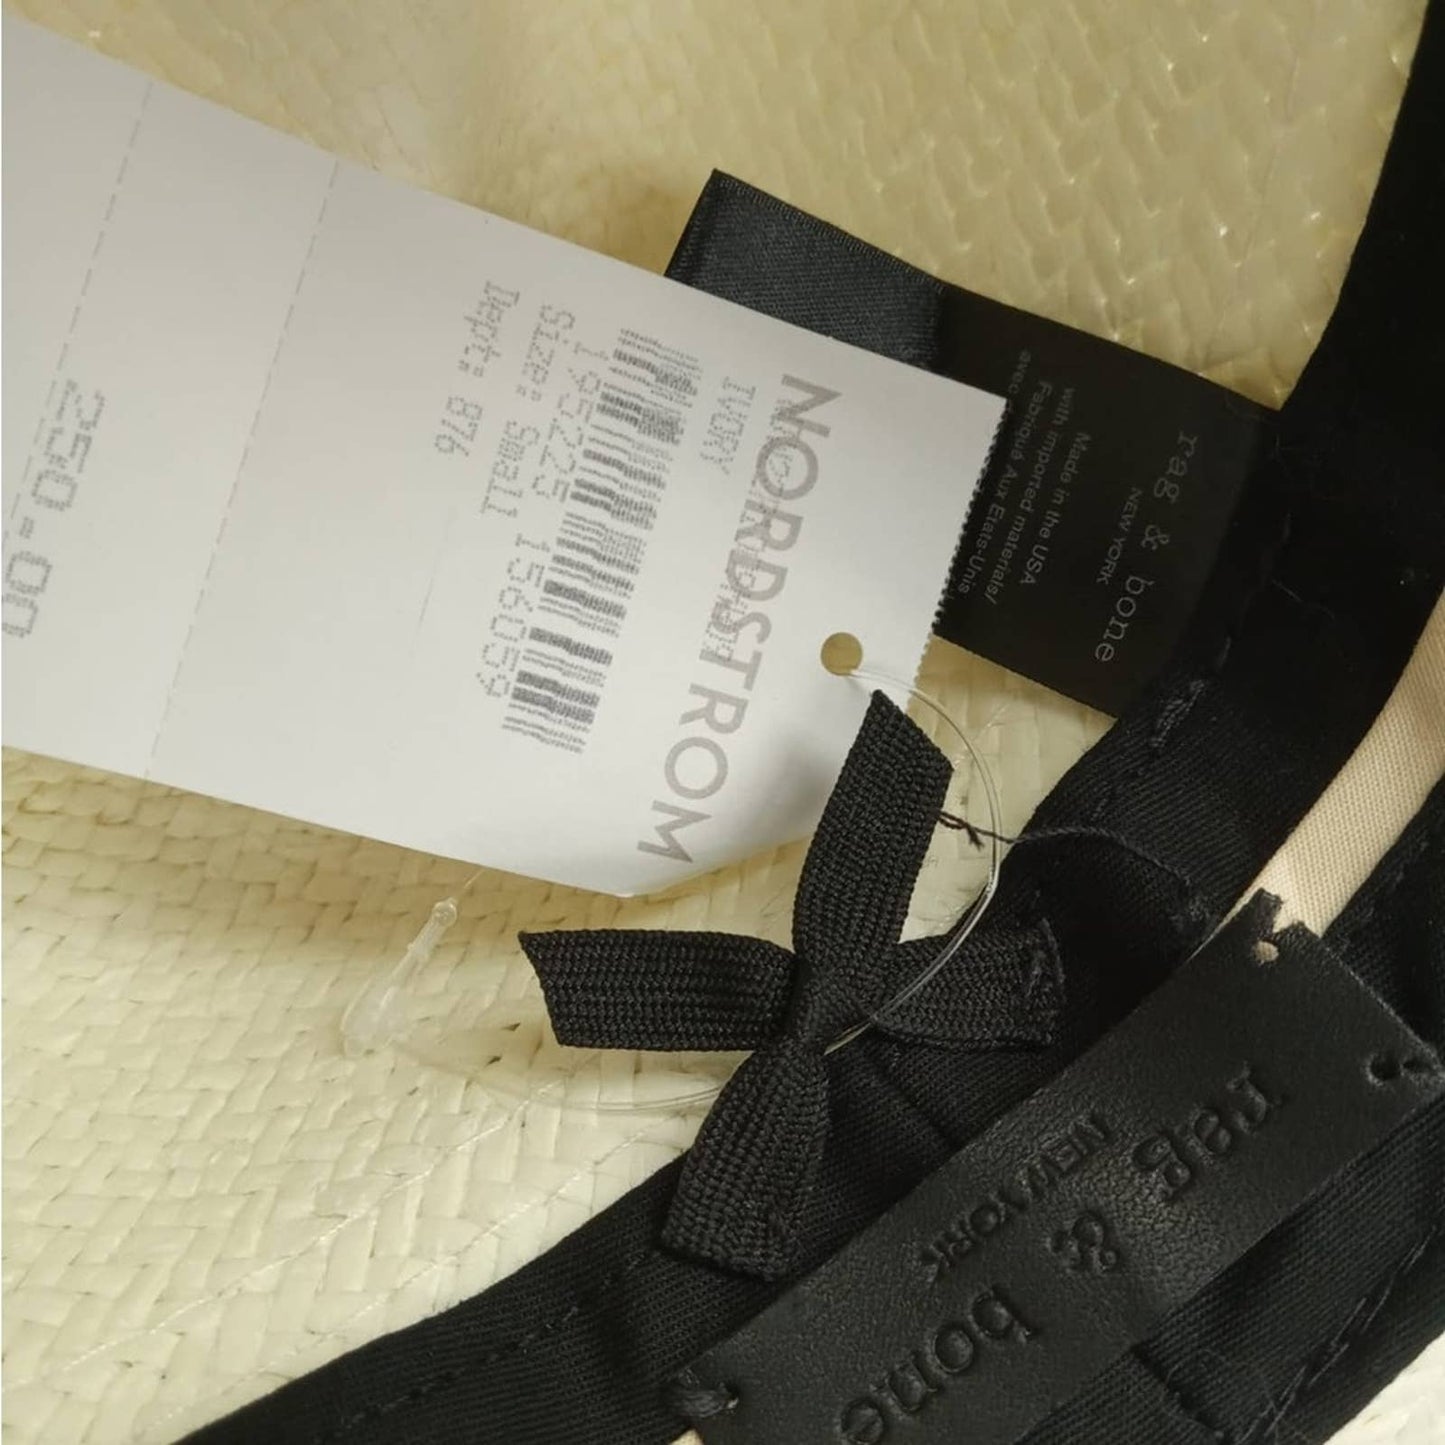 NORDSTROM
IVORY
195225 156059
Size: Small
Dept: 876
250.00
rag & bone
NEW YORK
Made in the USA
with imported materials/
Fabriqué Aux Etats-Unis
rag & bone
NEW YORK